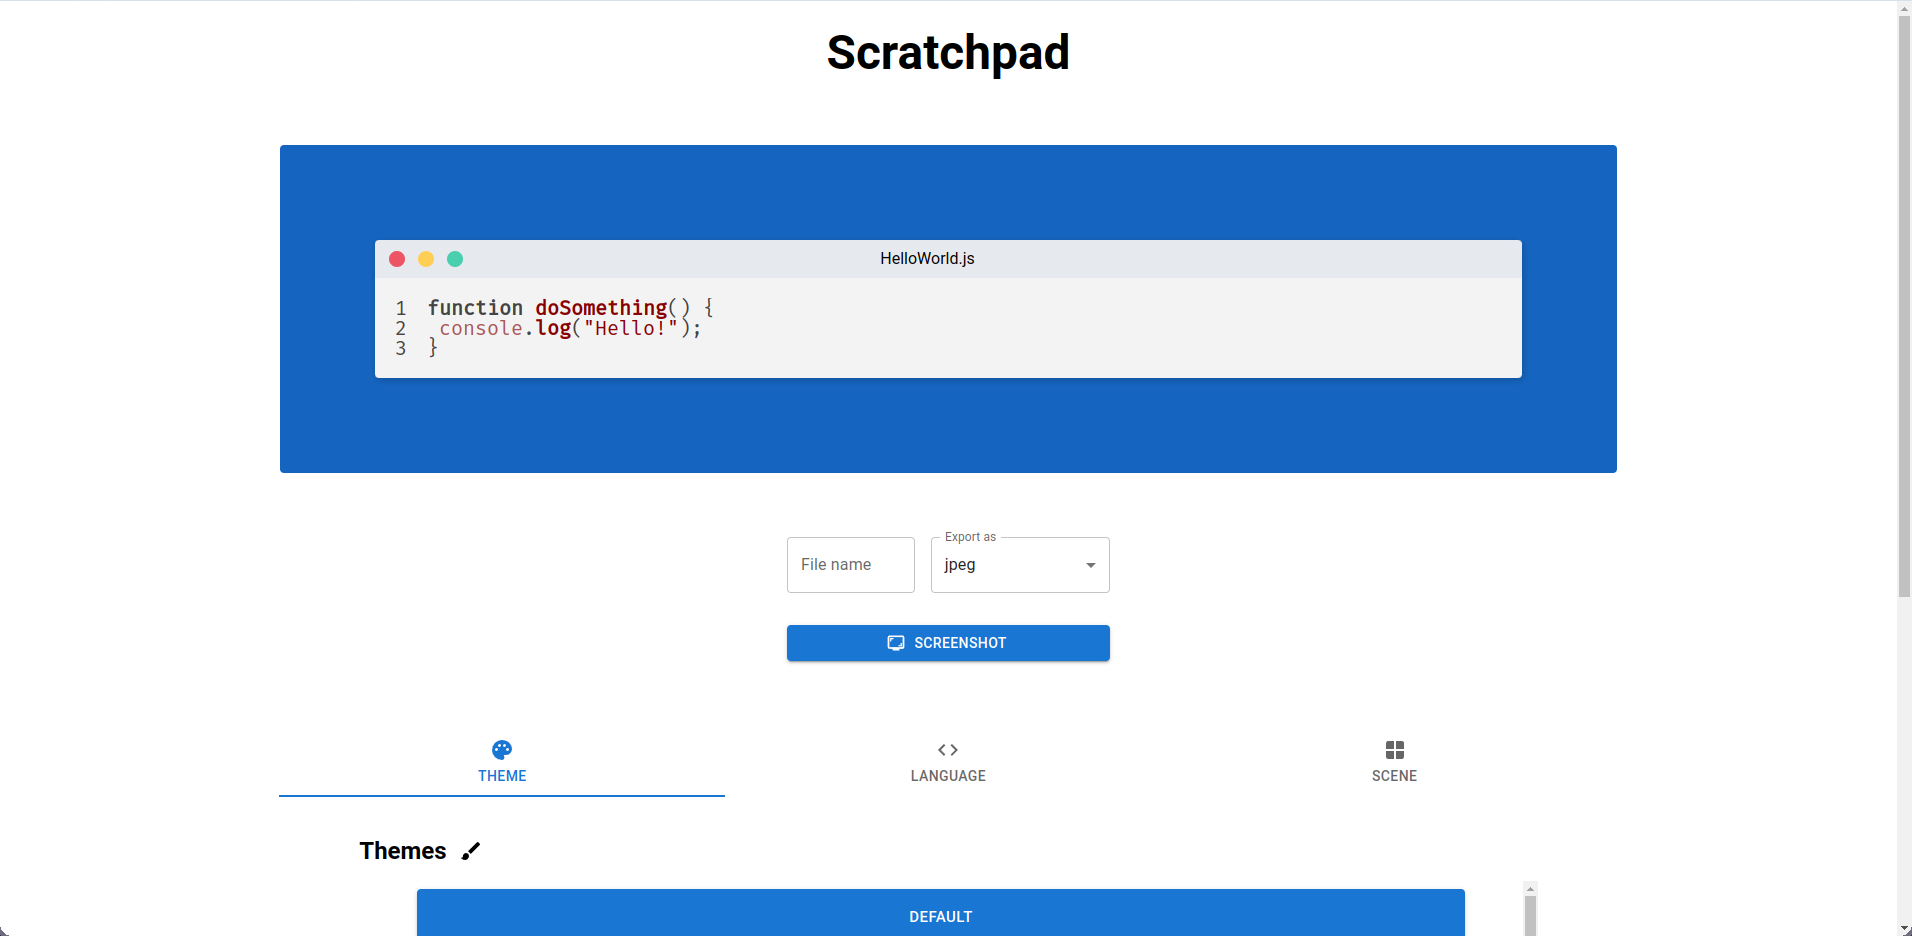 Scratchpad
HelloWorld.js
1 function doSomething() {
2  console.log("Hello!");
3 }
File name
Export as
jpeg
SCREENSHOT
THEME
LANGUAGE
SCENE
Themes
DEFAULT